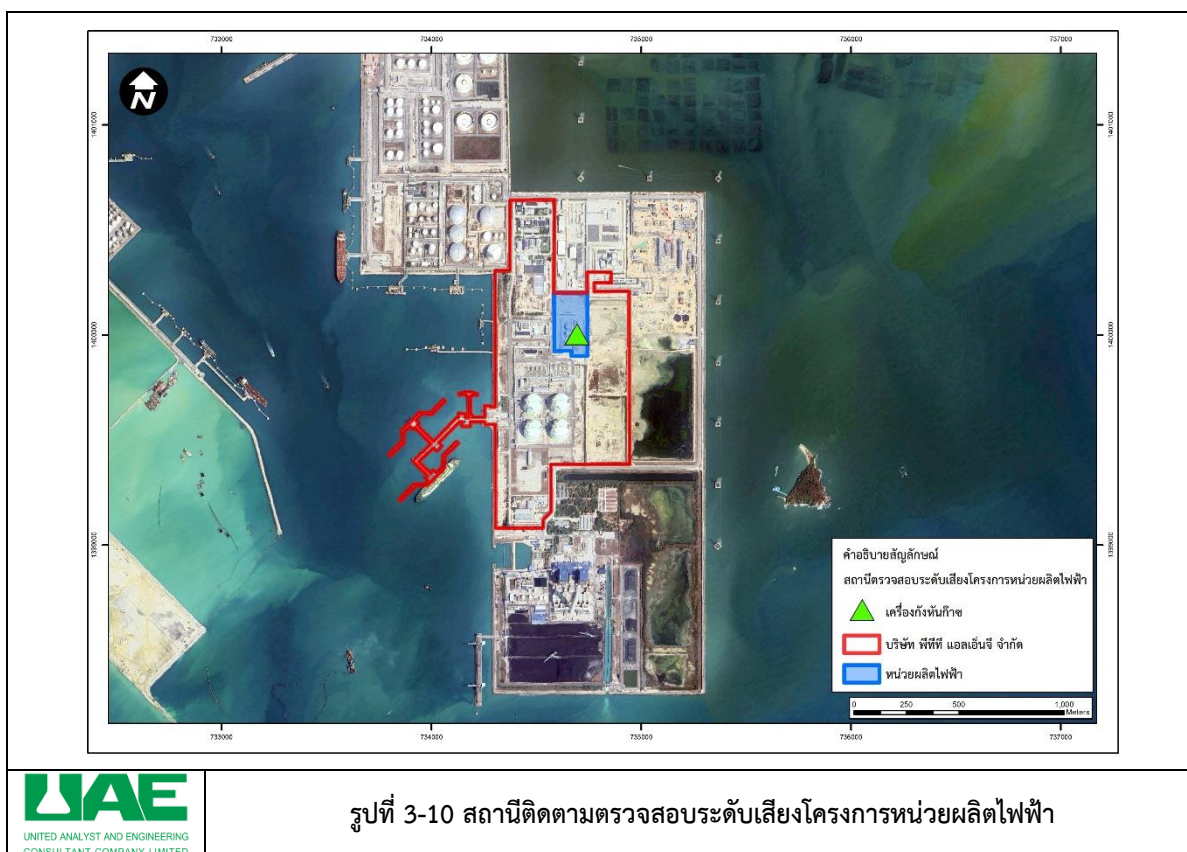 733000 734000 735000 736000 737000
N
1401000 1401000
1400000 1400000
1399000 1399000
คำอธิบายสัญลักษณ์
สถานีตรวจสอบระดับเสียงโครงการหน่วยผลิตไฟฟ้า
เครื่องกังหันก๊าซ
บริษัท พีทีที แอลเอ็นจี จำกัด
หน่วยผลิตไฟฟ้า
0 250 500 1,000
Meters
733000 734000 735000 736000 737000
UAE
UNITED ANALYST AND ENGINEERING
CONSULTANT COMPANY LIMITED
รูปที่ 3-10 สถานีติดตามตรวจสอบระดับเสียงโครงการหน่วยผลิตไฟฟ้า